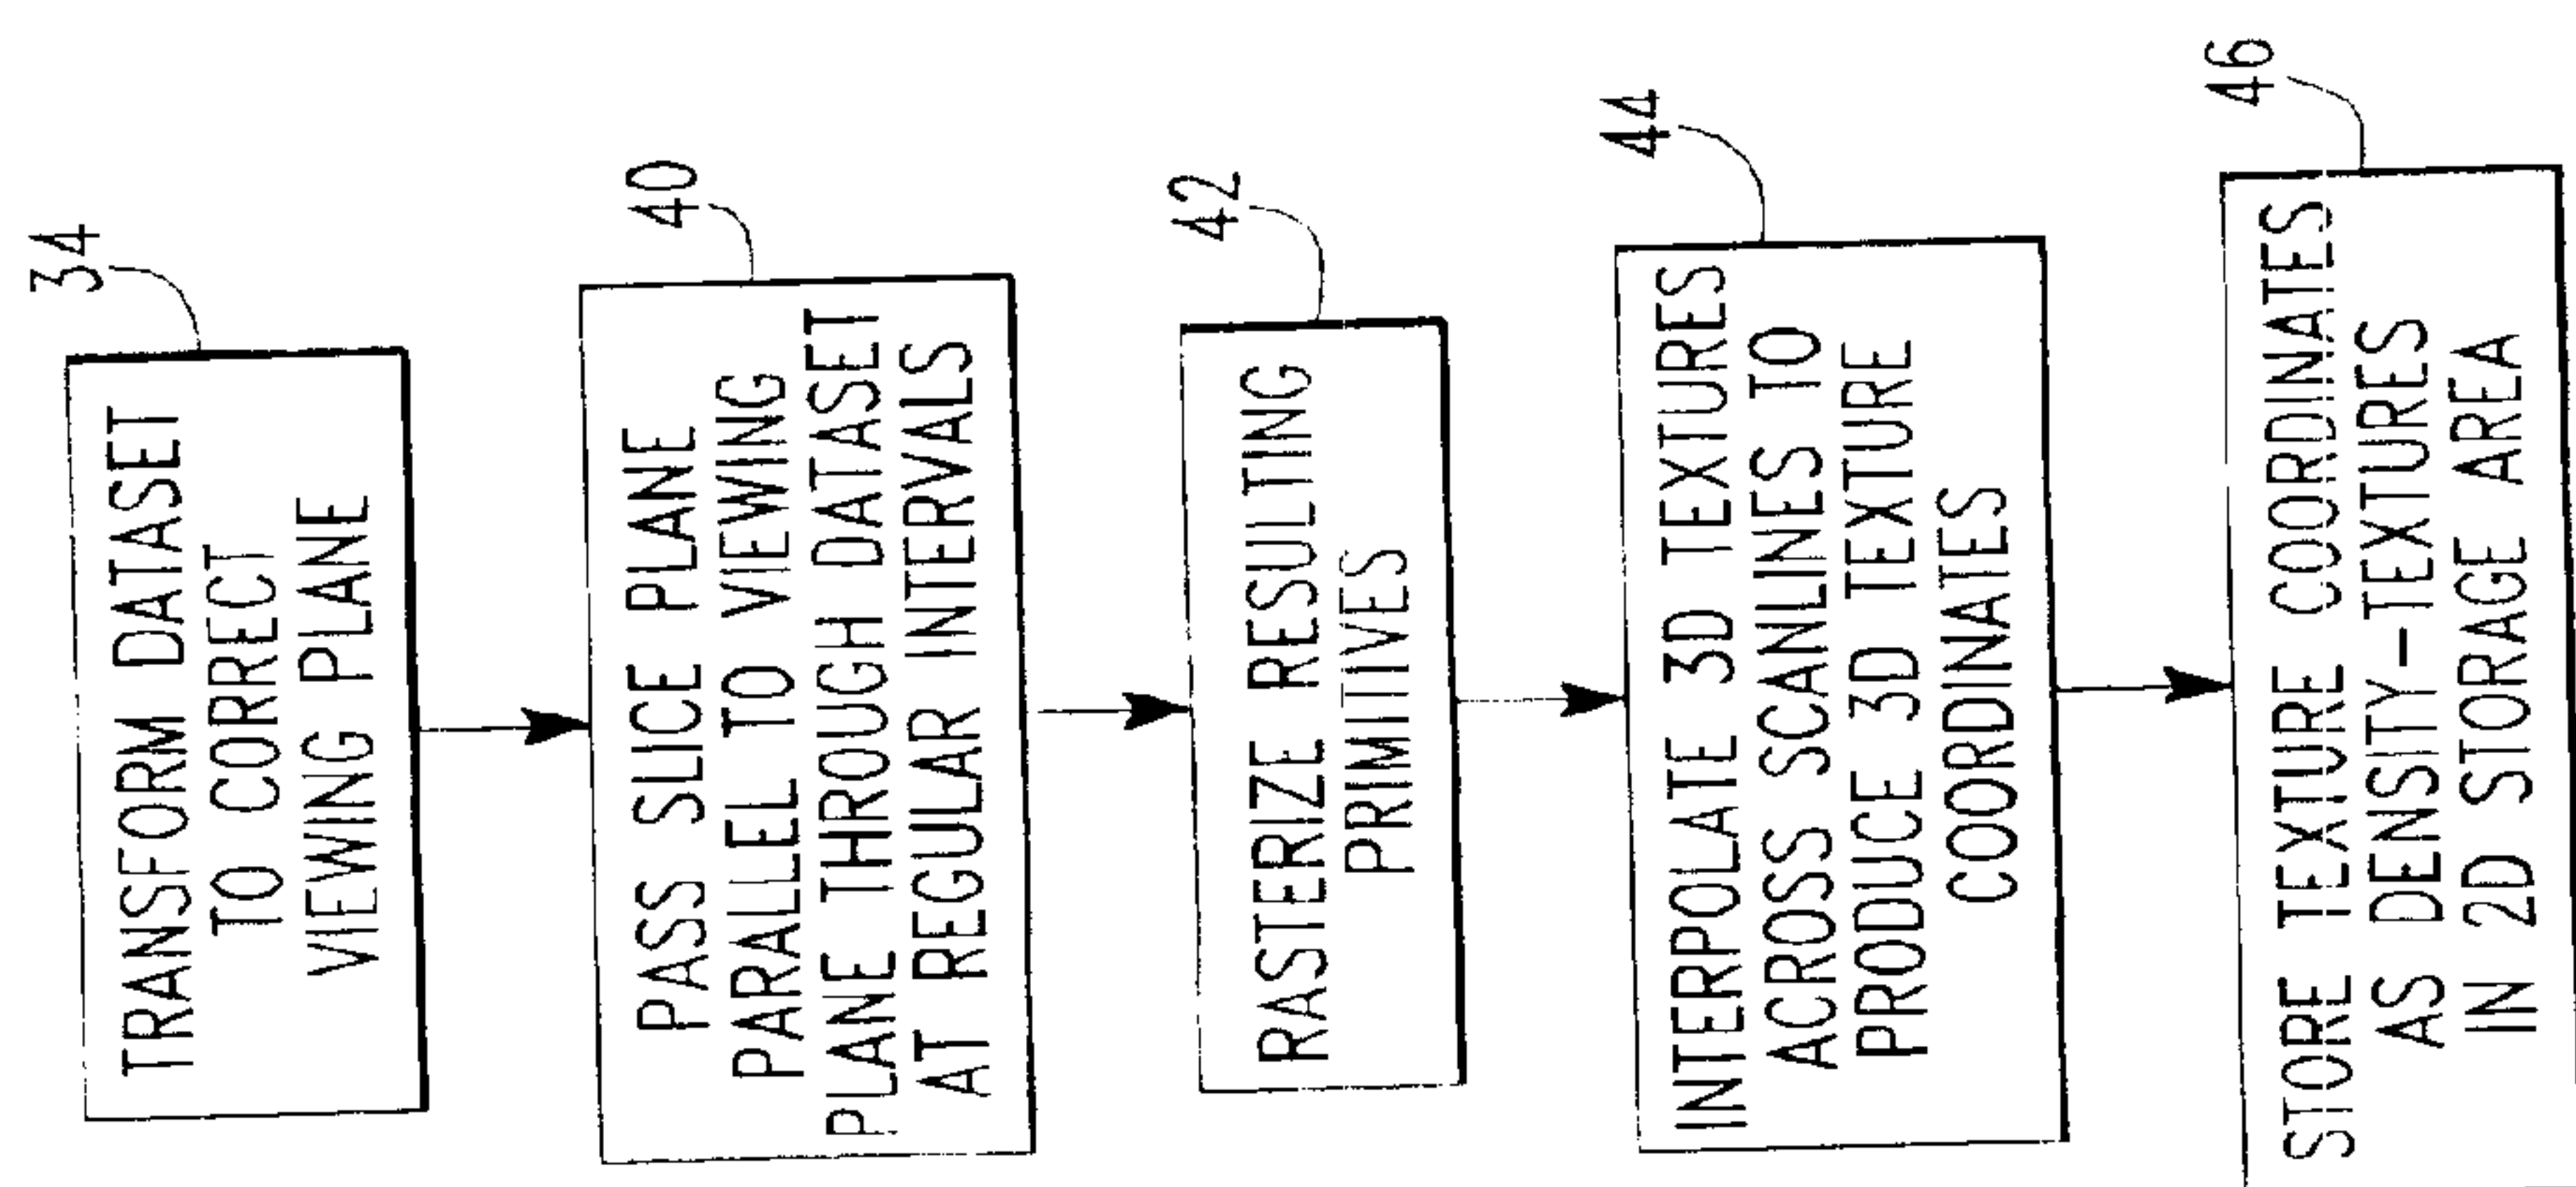 34
TRANSFORM DATASET
TO CORRECT
VIEWING PLANE
40
PASS SLICE PLANE
PARALLEL TO VIEWING
PLANE THROUGH DATASET
AT REGULAR INTERVALS
42
RASTERIZE RESULTING
PRIMITIVES
44
INTERPOLATE 3D TEXTURES
ACROSS SCANLINES TO
PRODUCE 3D TEXTURE
COORDINATES
46
STORE TEXTURE COORDINATES
AS DENSITY-TEXTURES
IN 2D STORAGE AREA